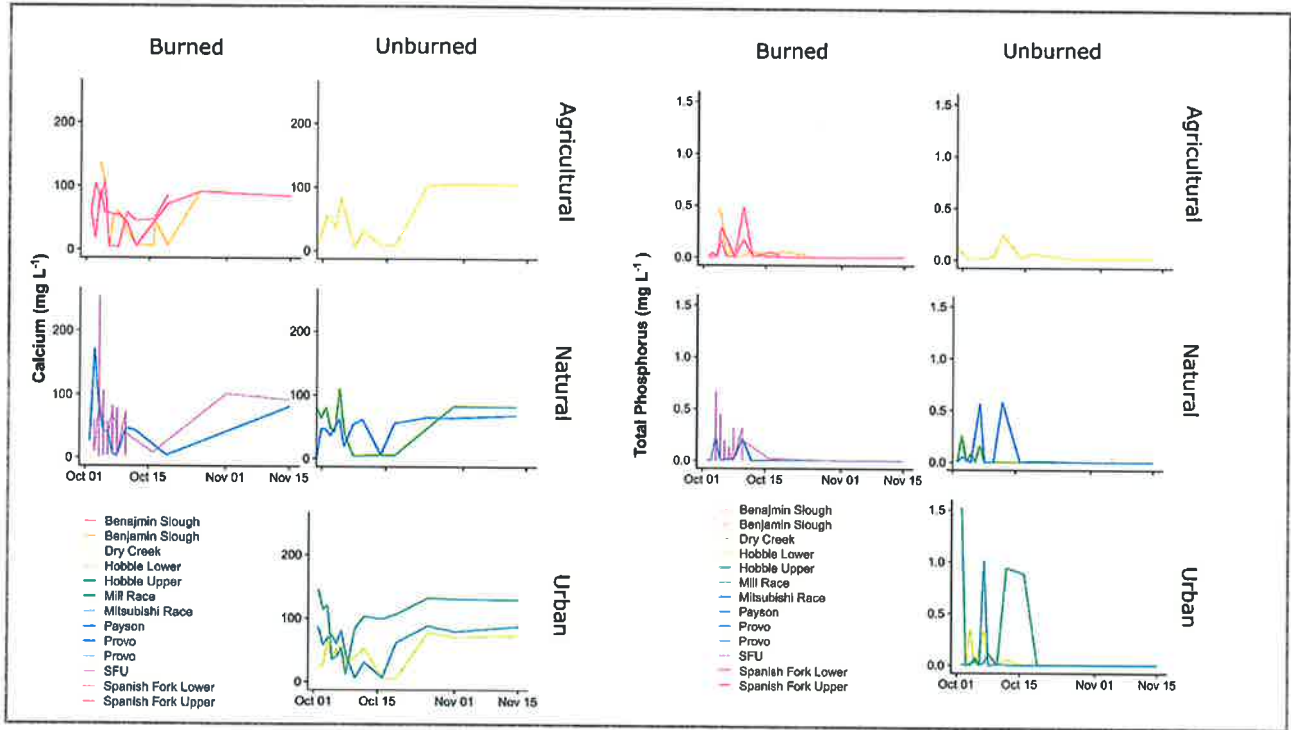 Burned
Unburned
200
100
0
200
100
0
Agricultural
Calcium (mg L⁻¹)
200
100
0
Oct 01
Oct 15
Nov 01
Nov 15
200
100
0
Natural
Benajmin Slough
Benjamin Slough
Dry Creek
Hobble Lower
Hobble Upper
Mill Race
Mitsubishi Race
Payson
Provo
Provo
SFU
Spanish Fork Lower
Spanish Fork Upper
200
100
0
Oct 01
Oct 15
Nov 01
Nov 15
Urban
Burned
Unburned
1.5
1.0
0.5
0.0
1.5
1.0
0.5
0.0
Agricultural
Total Phosphorus (mg L⁻¹)
1.5
1.0
0.5
0.0
Oct 01
Oct 15
Nov 01
Nov 15
1.5
1.0
0.5
0.0
Natural
Benajmin Slough
Benjamin Slough
Dry Creek
Hobble Lower
Hobble Upper
Mill Race
Mitsubishi Race
Payson
Provo
Provo
SFU
Spanish Fork Lower
Spanish Fork Upper
1.5
1.0
0.5
0.0
Oct 01
Oct 15
Nov 01
Nov 15
Urban